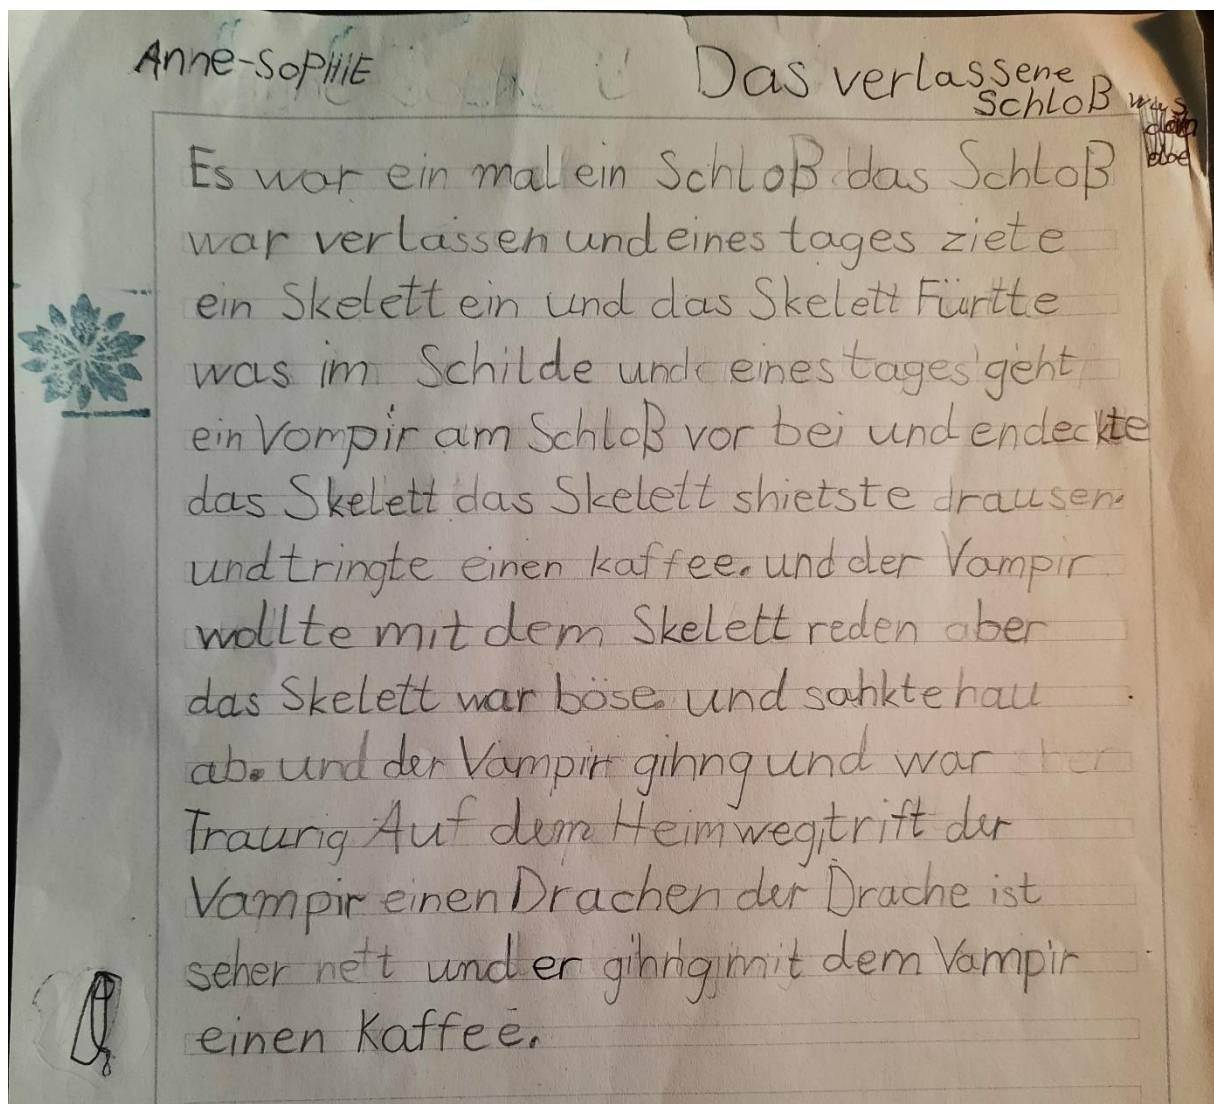 Anne-SoPHIE
Das verlassene
Schloß
Es war ein mal ein Schloß das Schloß
war verlassen und eines tages ziete
ein Skelett ein und das Skelett Fürtte
was im Schilde und eines tages geht
ein Vompir am Schloß vor bei und endeckte
das Skelett das Skelett shietste drausen.
und tringte einen kaffee. und der Vampir
wollte mit dem Skelett reden aber
das Skelett war böse. und sahkte hau
ab. und der Vampir gihng und war
Traurig Auf dem Heimweg trift der
Vampir einen Drachen der Drache ist
seher nett und er gihng mit dem Vampir
einen Kaffee.